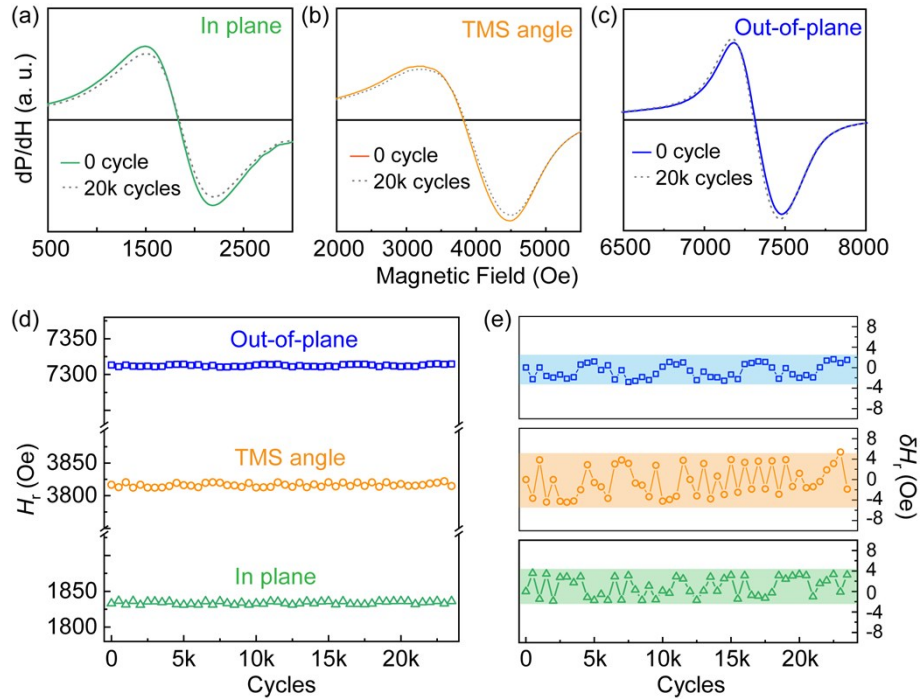 (a) In plane
(b) TMS angle
(c) Out-of-plane
dP/dH (a. u.)
0 cycle
20k cycles
0 cycle
20k cycles
0 cycle
20k cycles
500 1500 2500
2000 3000 4000 5000
6500 7000 7500 8000
Magnetic Field (Oe)
(d)
Out-of-plane
TMS angle
In plane
Hr (Oe)
7350
7300
3850
3800
1850
1800
0 5k 10k 15k 20k
Cycles
(e)
8
4
0
-4
-8
8
4
0
-4
-8
8
4
0
-4
-8
δHr (Oe)
0 5k 10k 15k 20k
Cycles